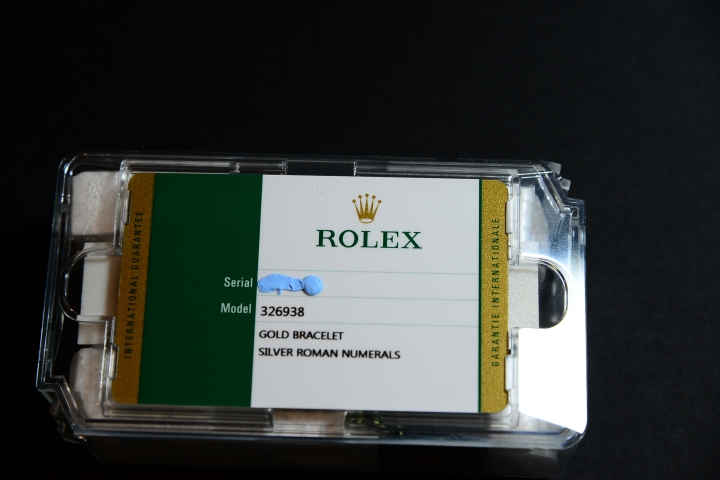 INTERNATIONAL GUARANTEE
ROLEX
Serial
Model 326938
GOLD BRACELET
SILVER ROMAN NUMERALS
GARANTIE INTERNATIONALE